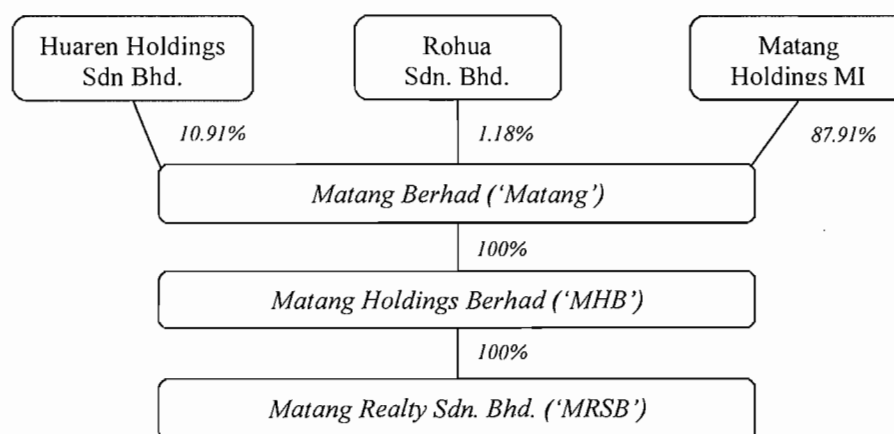 Huaren Holdings
Sdn Bhd.
Rohua
Sdn. Bhd.
Matang
Holdings MI
10.91%
1.18%
87.91%
Matang Berhad ('Matang')
100%
Matang Holdings Berhad ('MHB')
100%
Matang Realty Sdn. Bhd. ('MRSB')